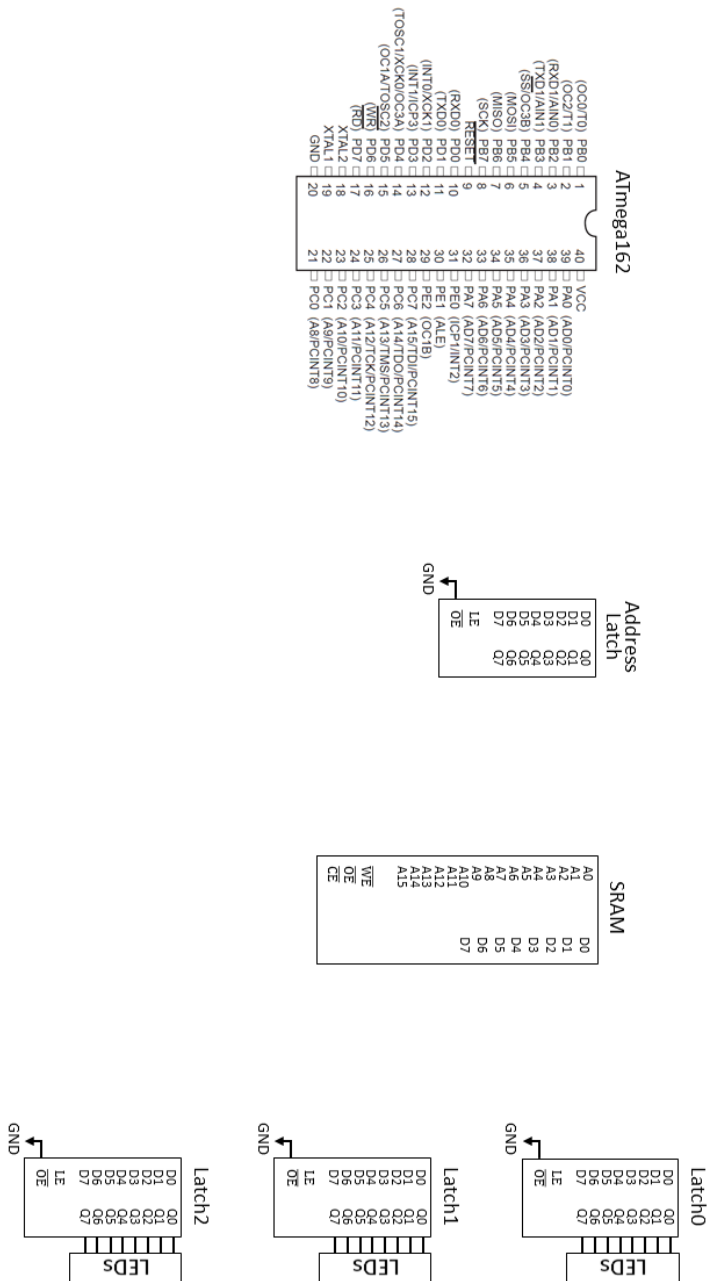 ATmega162
(OC0/T0) PB0 1
(OC2/T1) PB1 2
(RXD1/AIN0) PB2 3
(TXD1/AIN1) PB3 4
(SS/OC3B) PB4 5
(MOSI) PB5 6
(MISO) PB6 7
(SCK) PB7 8
RESET 9
(RXD0) PD0 10
(TXD0) PD1 11
(INT0/XCK1) PD2 12
(INT1/ICP3) PD3 13
(TOSC1/XCK0/OC3A) PD4 14
(OC1A/TOSC2) PD5 15
(WR) PD6 16
(RD) PD7 17
XTAL2 18
XTAL1 19
GND 20
40 VCC
39 PA0 (AD0/PCINT0)
38 PA1 (AD1/PCINT1)
37 PA2 (AD2/PCINT2)
36 PA3 (AD3/PCINT3)
35 PA4 (AD4/PCINT4)
34 PA5 (AD5/PCINT5)
33 PA6 (AD6/PCINT6)
32 PA7 (AD7/PCINT7)
31 PE0 (ICP1/INT2)
30 PE1 (ALE)
29 PE2 (OC1B)
28 PC7 (A15/TDI/PCINT15)
27 PC6 (A14/TDO/PCINT14)
26 PC5 (A13/TMS/PCINT13)
25 PC4 (A12/TCK/PCINT12)
24 PC3 (A11/PCINT11)
23 PC2 (A10/PCINT10)
22 PC1 (A9/PCINT9)
21 PC0 (A8/PCINT8)
Address
Latch
D0 Q0
D1 Q1
D2 Q2
D3 Q3
D4 Q4
D5 Q5
D6 Q6
D7 Q7
LE
OE
GND
SRAM
A0 D0
A1 D1
A2
A3 D2
A4 D3
A5
A6 D4
A7 D5
A8
A9 D6
A10 D7
A11
A12
A13
A14
A15
WE
OE
CE
Latch0
D0 Q0
D1 Q1
D2 Q2
D3 Q3
D4 Q4
D5 Q5
D6 Q6
D7 Q7
LE
OE
GND
LEDs
Latch1
D0 Q0
D1 Q1
D2 Q2
D3 Q3
D4 Q4
D5 Q5
D6 Q6
D7 Q7
LE
OE
GND
LEDs
Latch2
D0 Q0
D1 Q1
D2 Q2
D3 Q3
D4 Q4
D5 Q5
D6 Q6
D7 Q7
LE
OE
GND
LEDs